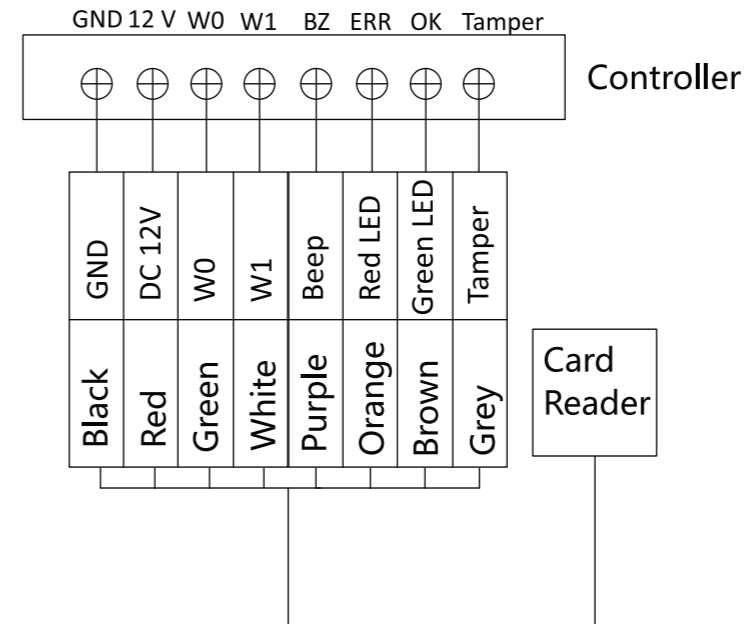 GND 12 V W0 W1 BZ ERR OK Tamper
Controller
GND
DC 12V
W0
W1
Beep
Red LED
Green LED
Tamper
Black
Red
Green
White
Purple
Orange
Brown
Grey
Card
Reader